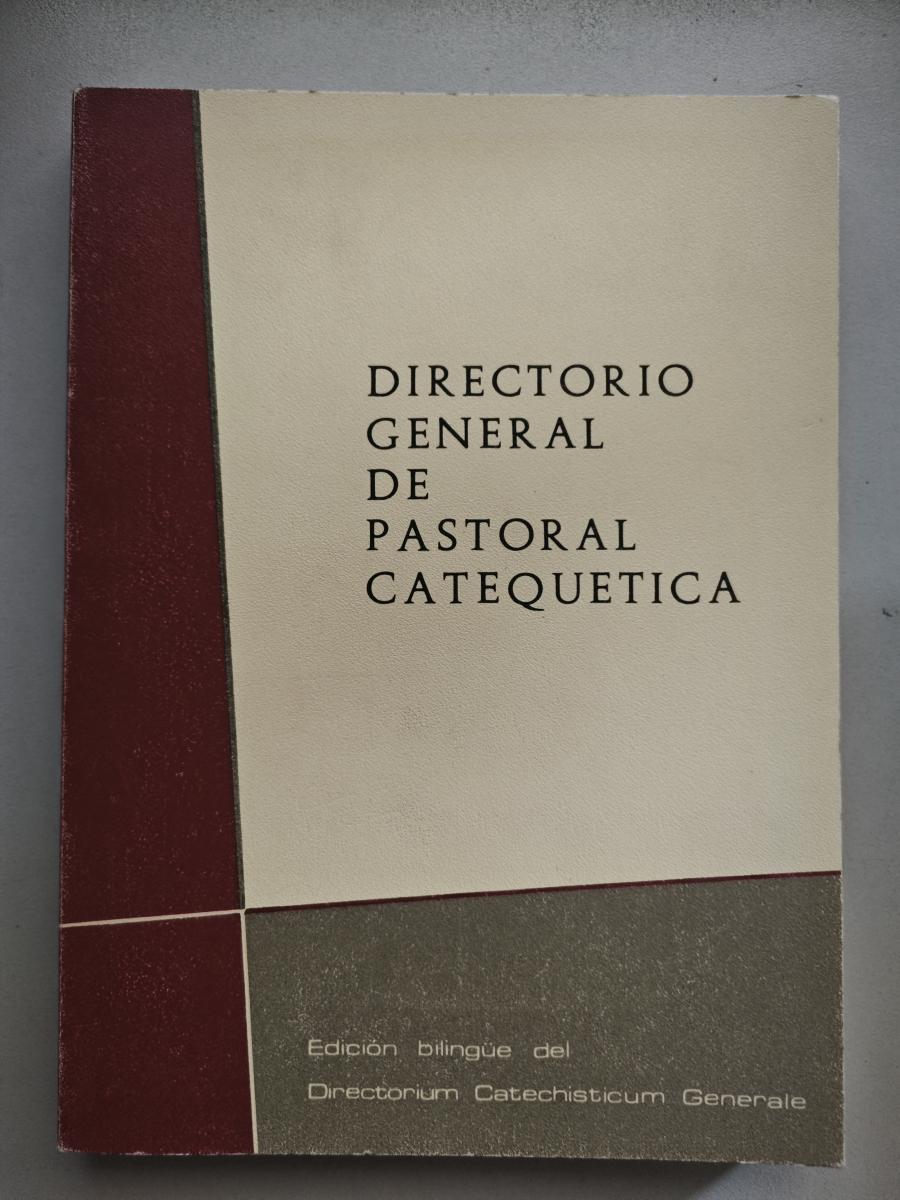 DIRECTORIO
GENERAL
DE
PASTORAL
CATEQUETICA
Edición bilingüe del
Directorium Catechisticum Generale